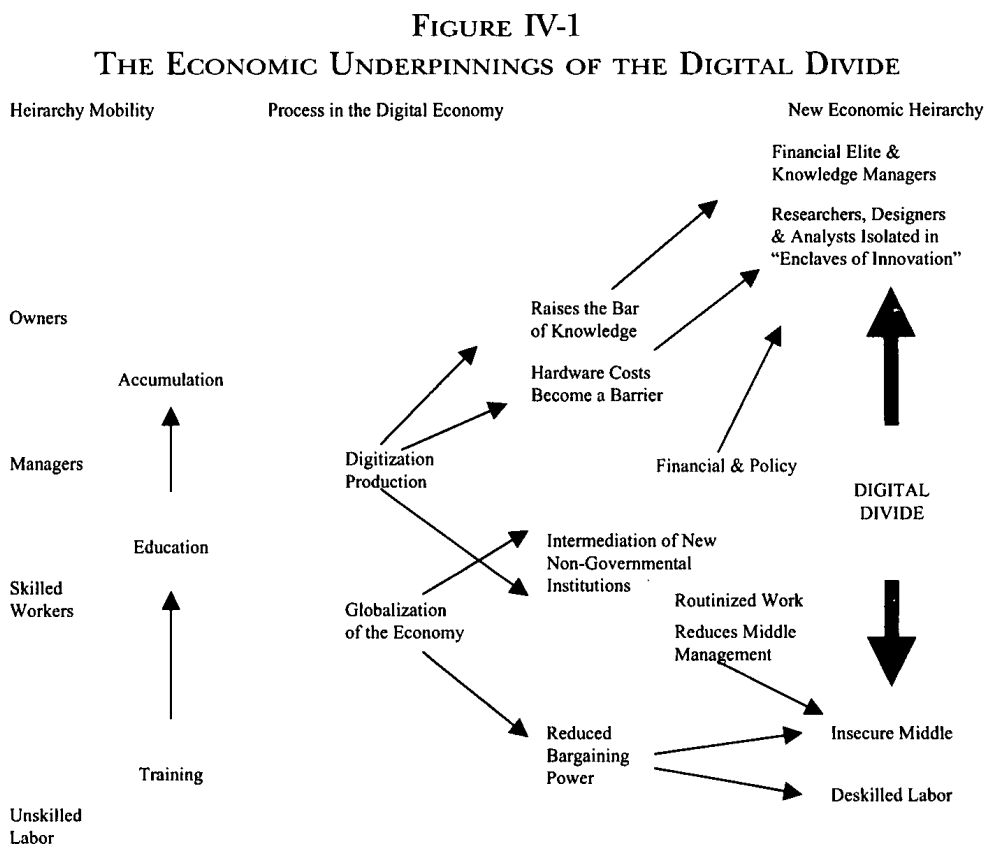 FIGURE IV-1
THE ECONOMIC UNDERPINNINGS OF THE DIGITAL DIVIDE
Heirarchy Mobility
Process in the Digital Economy
New Economic Heirarchy
Financial Elite &
Knowledge Managers
Researchers, Designers
& Analysts Isolated in
“Enclaves of Innovation”
Owners
Raises the Bar
of Knowledge
Accumulation
Hardware Costs
Become a Barrier
Managers
Digitization
Production
Financial & Policy
DIGITAL
DIVIDE
Education
Intermediation of New
Non-Governmental
Institutions
Skilled
Workers
Globalization
of the Economy
Routinized Work
Reduces Middle
Management
Reduced
Bargaining
Power
Insecure Middle
Training
Deskilled Labor
Unskilled
Labor